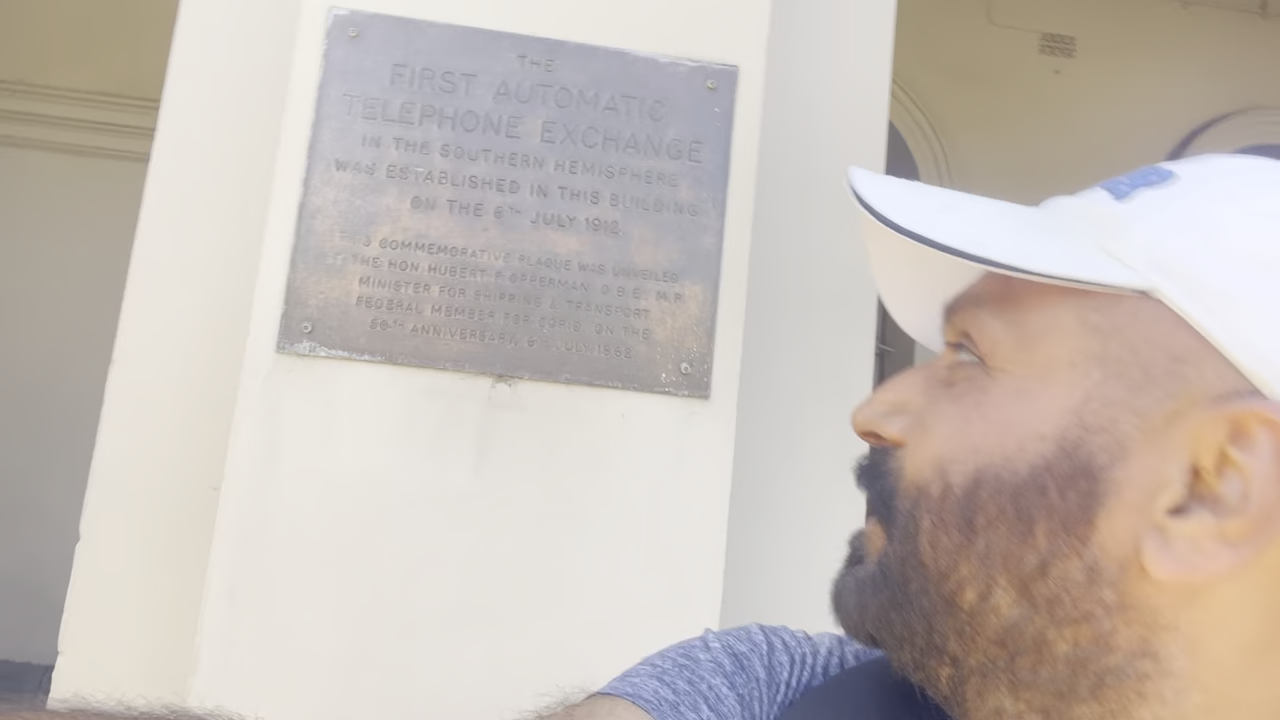 THE
FIRST AUTOMATIC
TELEPHONE EXCHANGE
IN THE SOUTHERN HEMISPHERE
WAS ESTABLISHED IN THIS BUILDING
ON THE 6TH JULY 1912.
COMMEMORATIVE PLAQUE WAS UNVEILED
THE HON. HUBERT F OPPERMAN. O.B.E. M.P.
MINISTER FOR SHIPPING & TRANSPORT
FEDERAL MEMBER FOR CORIO. ON THE
50TH ANNIVERSARY, 6TH JULY 1962